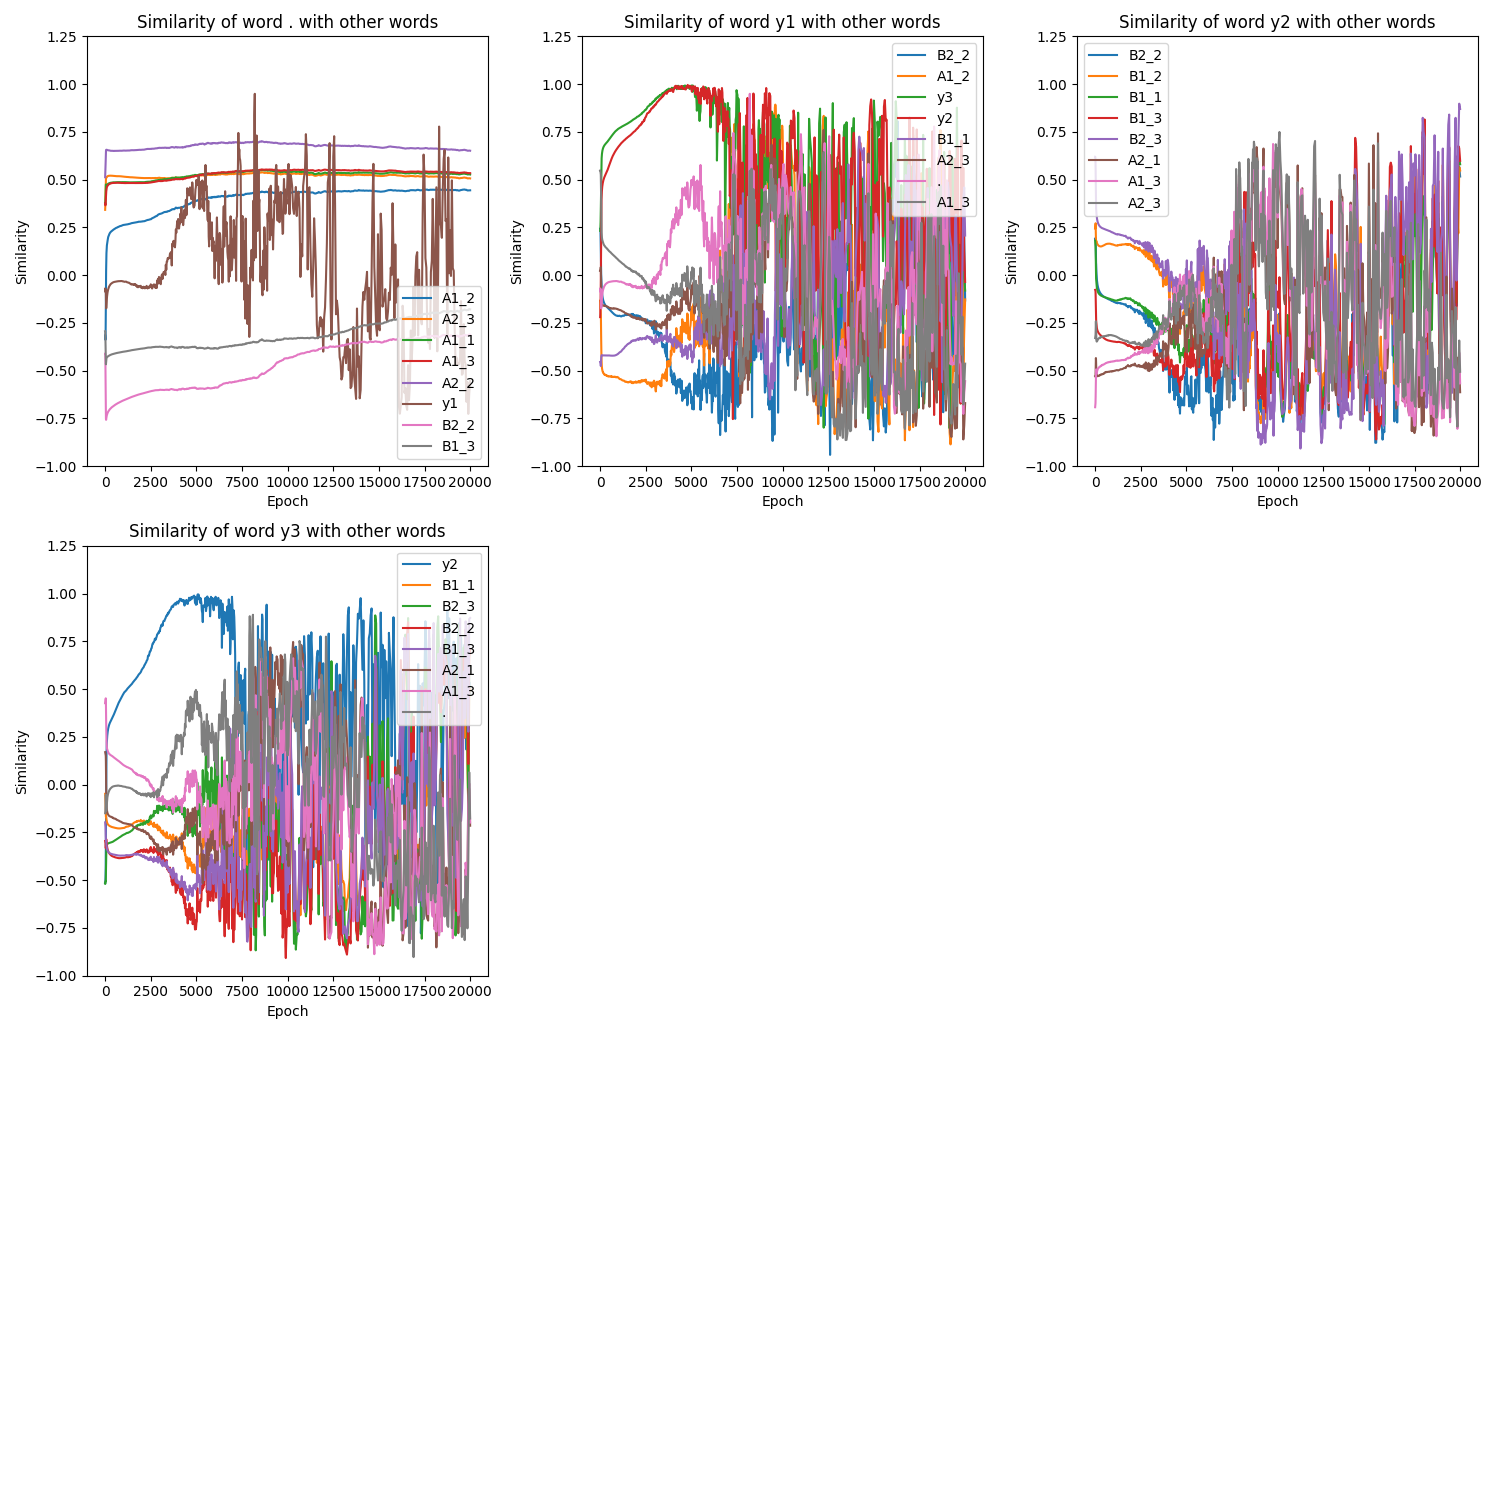 Similarity of word . with other words
1.25
1.00
0.75
0.50
0.25
0.00
−0.25
−0.50
−0.75
−1.00
Similarity
0 2500 5000 7500 10000 12500 15000 17500 20000
Epoch
A1_2
A2_3
A1_1
A1_3
A2_2
y1
B2_2
B1_3
Similarity of word y1 with other words
1.25
1.00
0.75
0.50
0.25
0.00
−0.25
−0.50
−0.75
−1.00
Similarity
0 2500 5000 7500 10000 12500 15000 17500 20000
Epoch
B2_2
A1_2
y3
y2
B1_1
A2_3
.
A1_3
Similarity of word y2 with other words
1.25
1.00
0.75
0.50
0.25
0.00
−0.25
−0.50
−0.75
−1.00
Similarity
0 2500 5000 7500 10000 12500 15000 17500 20000
Epoch
B2_2
B1_2
B1_1
B1_3
B2_3
A2_1
A1_3
A2_3
Similarity of word y3 with other words
1.25
1.00
0.75
0.50
0.25
0.00
−0.25
−0.50
−0.75
−1.00
Similarity
0 2500 5000 7500 10000 12500 15000 17500 20000
Epoch
y2
B1_1
B2_3
B2_2
B1_3
A2_1
A1_3
.